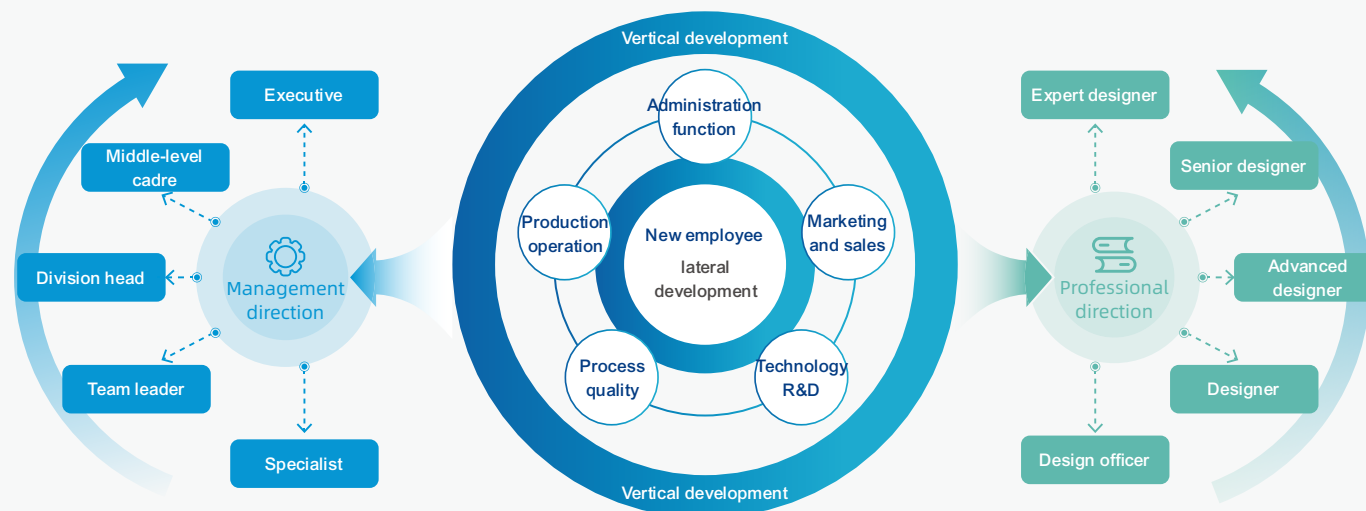 Vertical development
Executive
Middle-level
cadre
Division head
Team leader
Specialist
Management
direction
Administration
function
Production
operation
Marketing
and sales
New employee
lateral
development
Process
quality
Technology
R&D
Vertical development
Expert designer
Senior designer
Advanced
designer
Designer
Design officer
Professional
direction